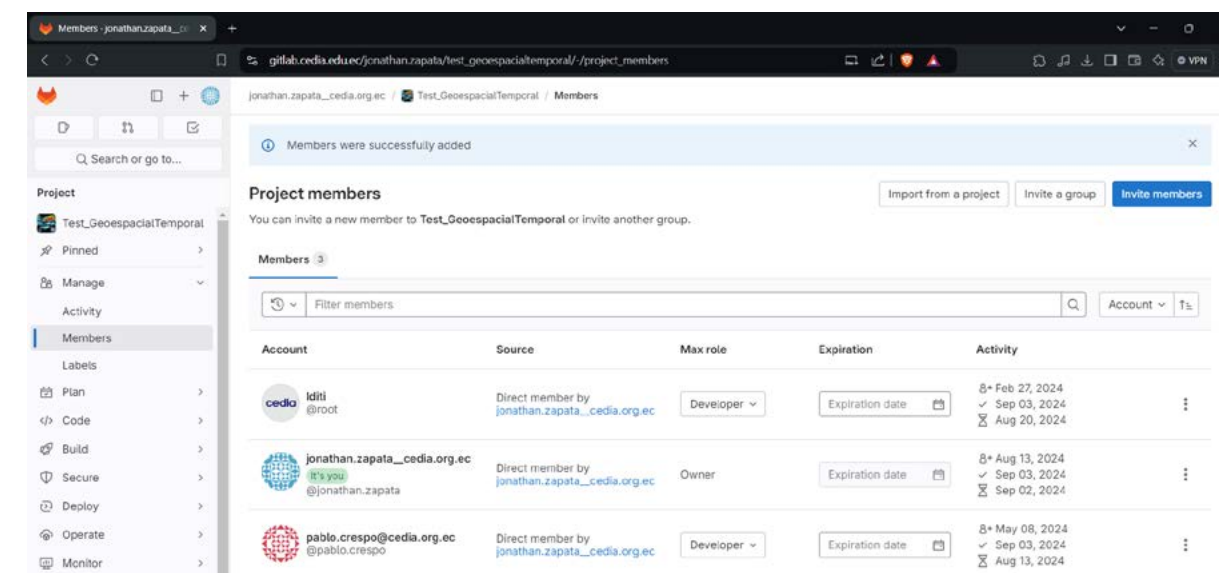 Members · jonathan.zapata__ce
gitlab.cedia.edu.ec/jonathan.zapata/test_geoespacialtemporal/-/project_members
VPN
jonathan.zapata__cedia.org.ec / Test_GeoespacialTemporal / Members
Search or go to...
Members were successfully added
Project
Test_GeoespacialTemporal
Pinned
Manage
Activity
Members
Labels
Plan
Code
Build
Secure
Deploy
Operate
Monitor
Project members
Import from a project
Invite a group
Invite members
You can invite a new member to Test_GeoespacialTemporal or invite another group.
Members 3
Filter members
Account
Account Source Max role Expiration Activity
cedia
Iditi
@root
Direct member by
jonathan.zapata__cedia.org.ec
Developer
Expiration date
Feb 27, 2024
Sep 03, 2024
Aug 20, 2024
jonathan.zapata__cedia.org.ec
It's you
@jonathan.zapata
Direct member by
jonathan.zapata__cedia.org.ec
Owner
Expiration date
Aug 13, 2024
Sep 03, 2024
Sep 02, 2024
pablo.crespo@cedia.org.ec
@pablo.crespo
Direct member by
jonathan.zapata__cedia.org.ec
Developer
Expiration date
May 08, 2024
Sep 03, 2024
Aug 13, 2024